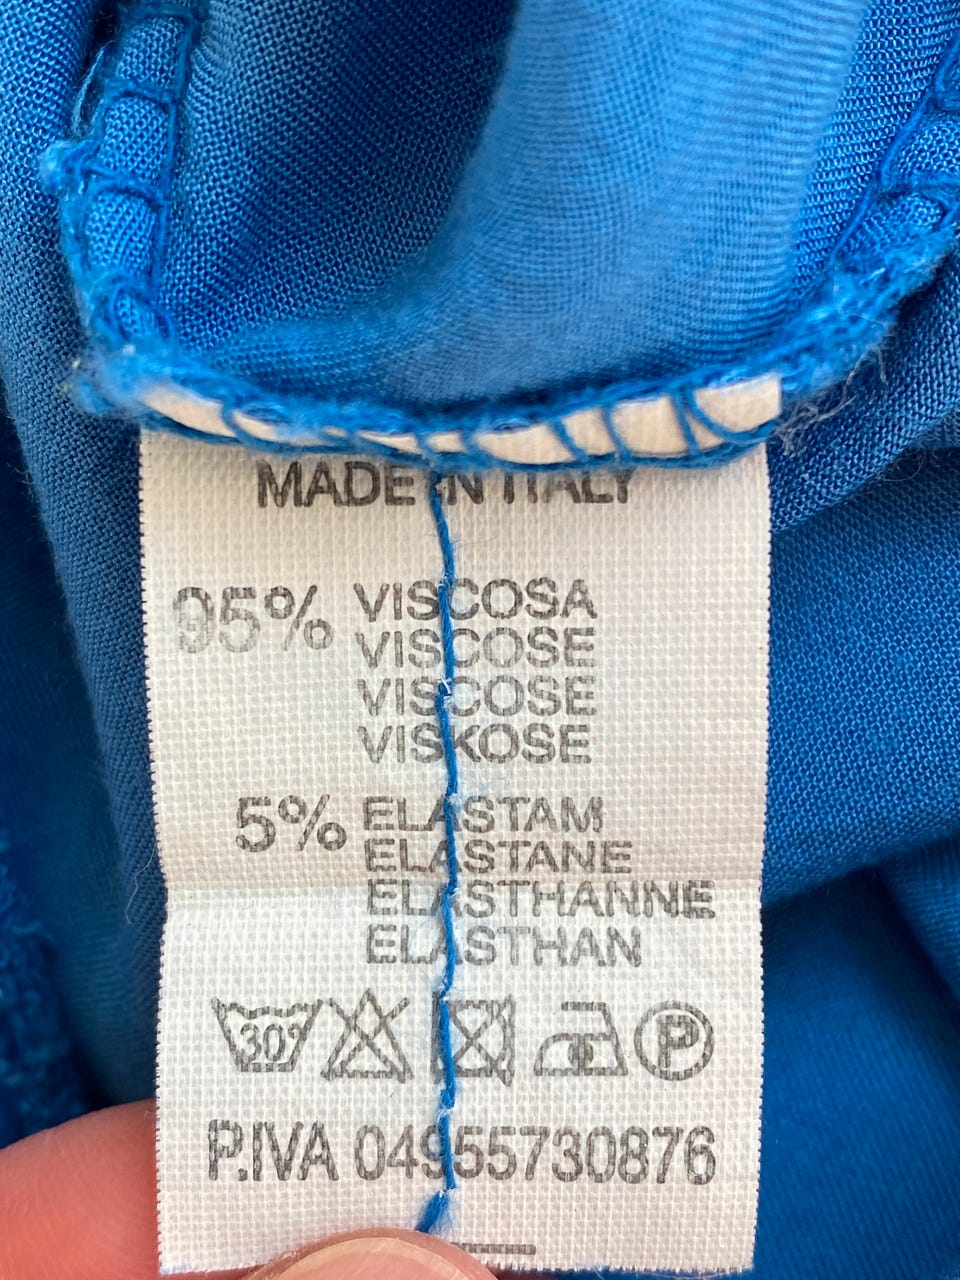 MADE IN ITALY
95% VISCOSA
VISCOSE
VISCOSE
VISKOSE
5% ELASTAM
ELASTANE
ELASTHANNE
ELASTHAN
30° P
P.IVA 04955730876